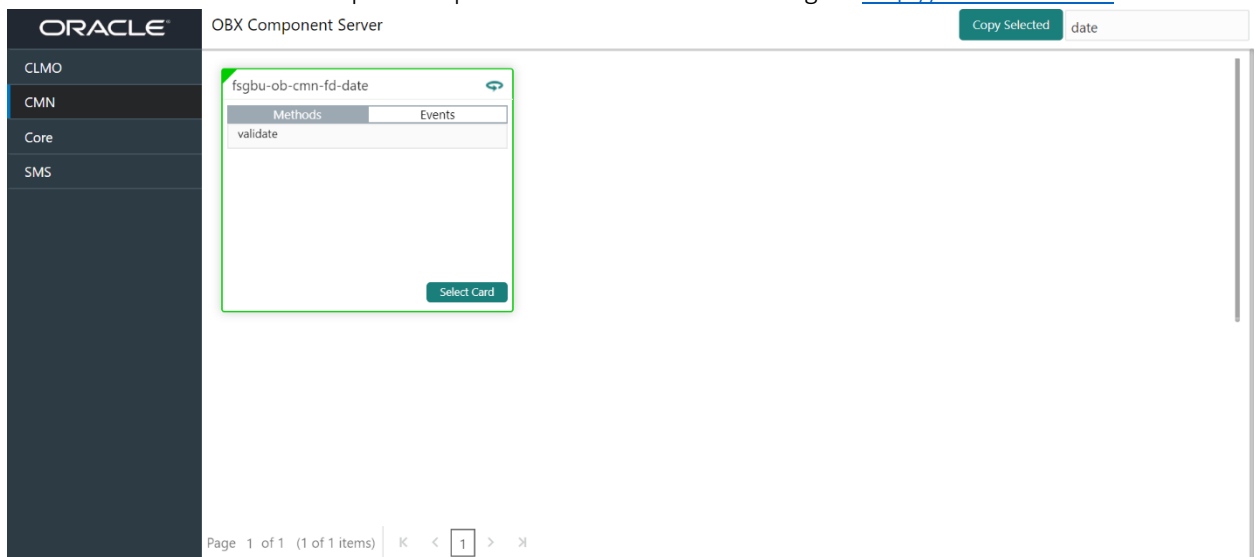 ORACLE
OBX Component Server
Copy Selected
date
CLMO
CMN
Core
SMS
fsgbu-ob-cmn-fd-date
Methods Events
validate
Select Card
Page 1 of 1 (1 of 1 items) K < 1 > >|